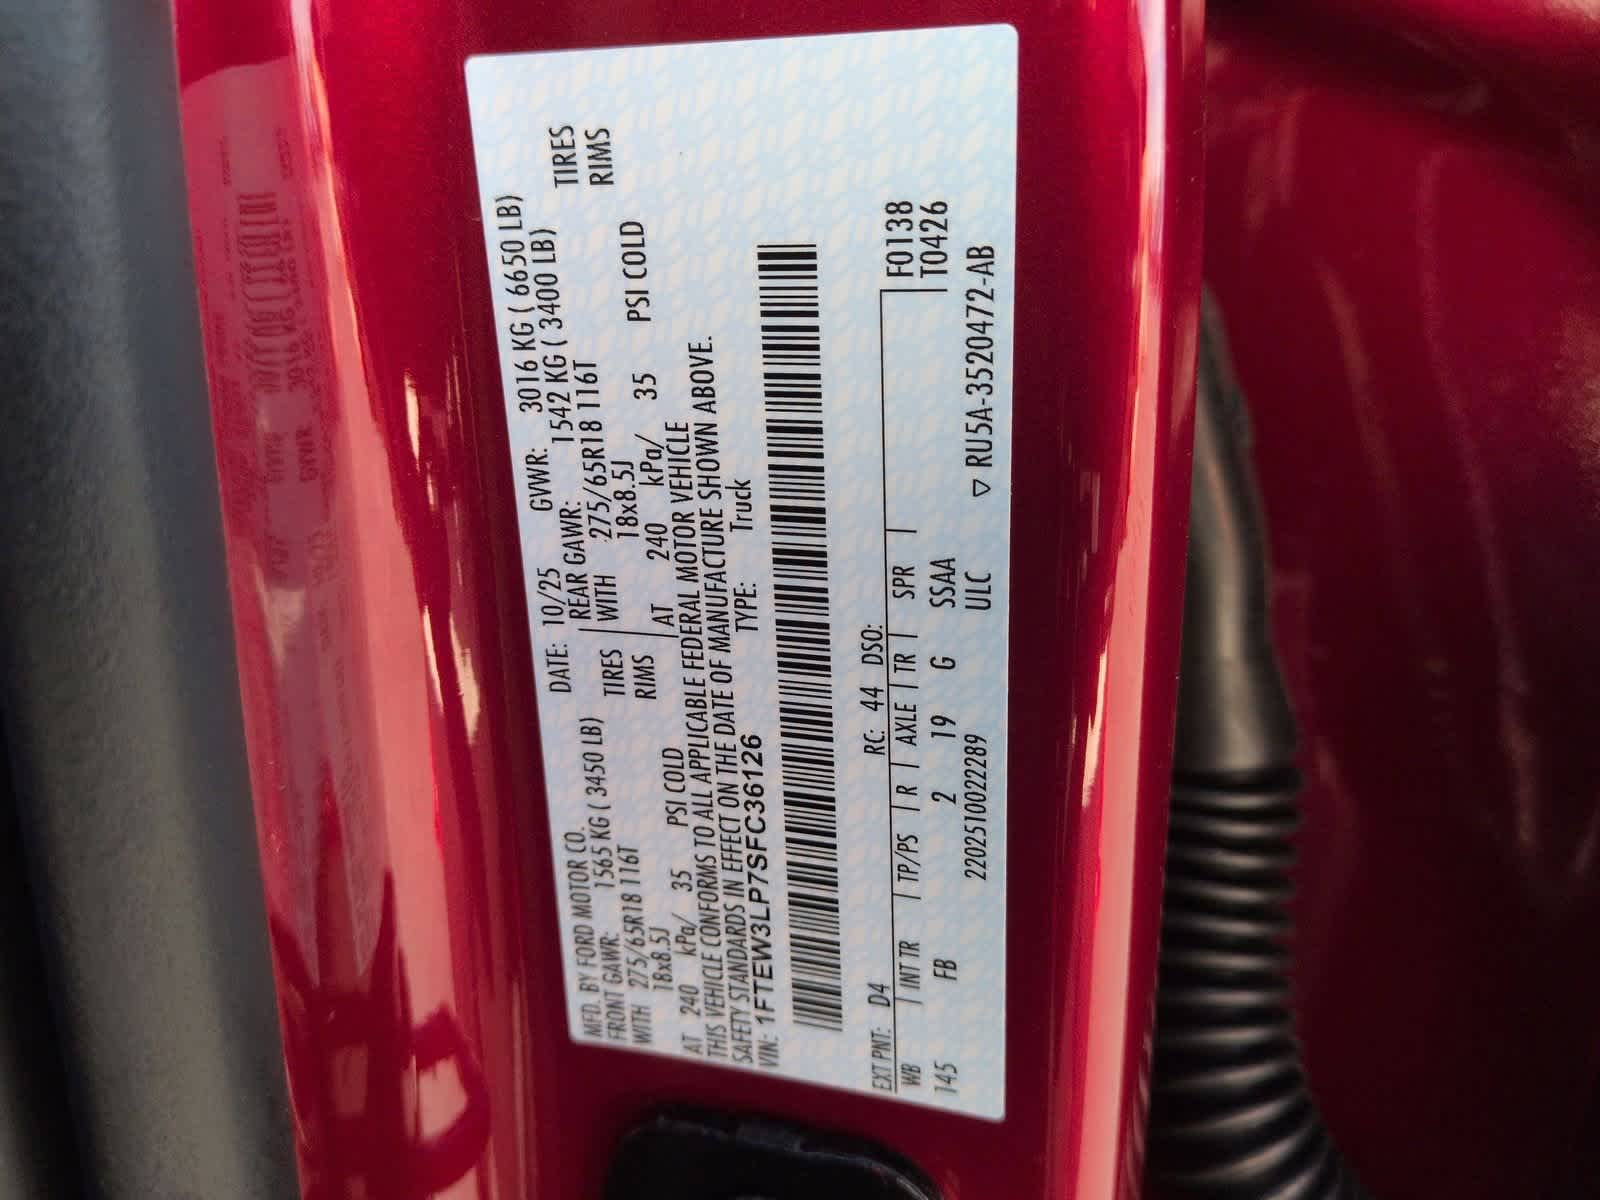 MFD. BY FORD MOTOR CO. DATE: 10/25 GVWR: 3016 KG ( 6650 LB)
FRONT GAWR: 1565 KG ( 3450 LB) REAR GAWR: 1542 KG ( 3400 LB)
WITH 275/65R18 116T TIRES WITH 275/65R18 116T TIRES
18x8.5J RIMS 18x8.5J RIMS
AT 240 kPa/ 35 PSI COLD AT 240 kPa/ 35 PSI COLD
THIS VEHICLE CONFORMS TO ALL APPLICABLE FEDERAL MOTOR VEHICLE
SAFETY STANDARDS IN EFFECT ON THE DATE OF MANUFACTURE SHOWN ABOVE.
VIN: 1FTEW3LP7SFC36126 TYPE: Truck
EXT PNT: D4 RC: 44 DSO: F0138
WB INT TR TP/PS R AXLE TR SPR T0426
145 FB 2 19 G SSAA
220251002289 ULC ▽ RU5A-3520472-AB